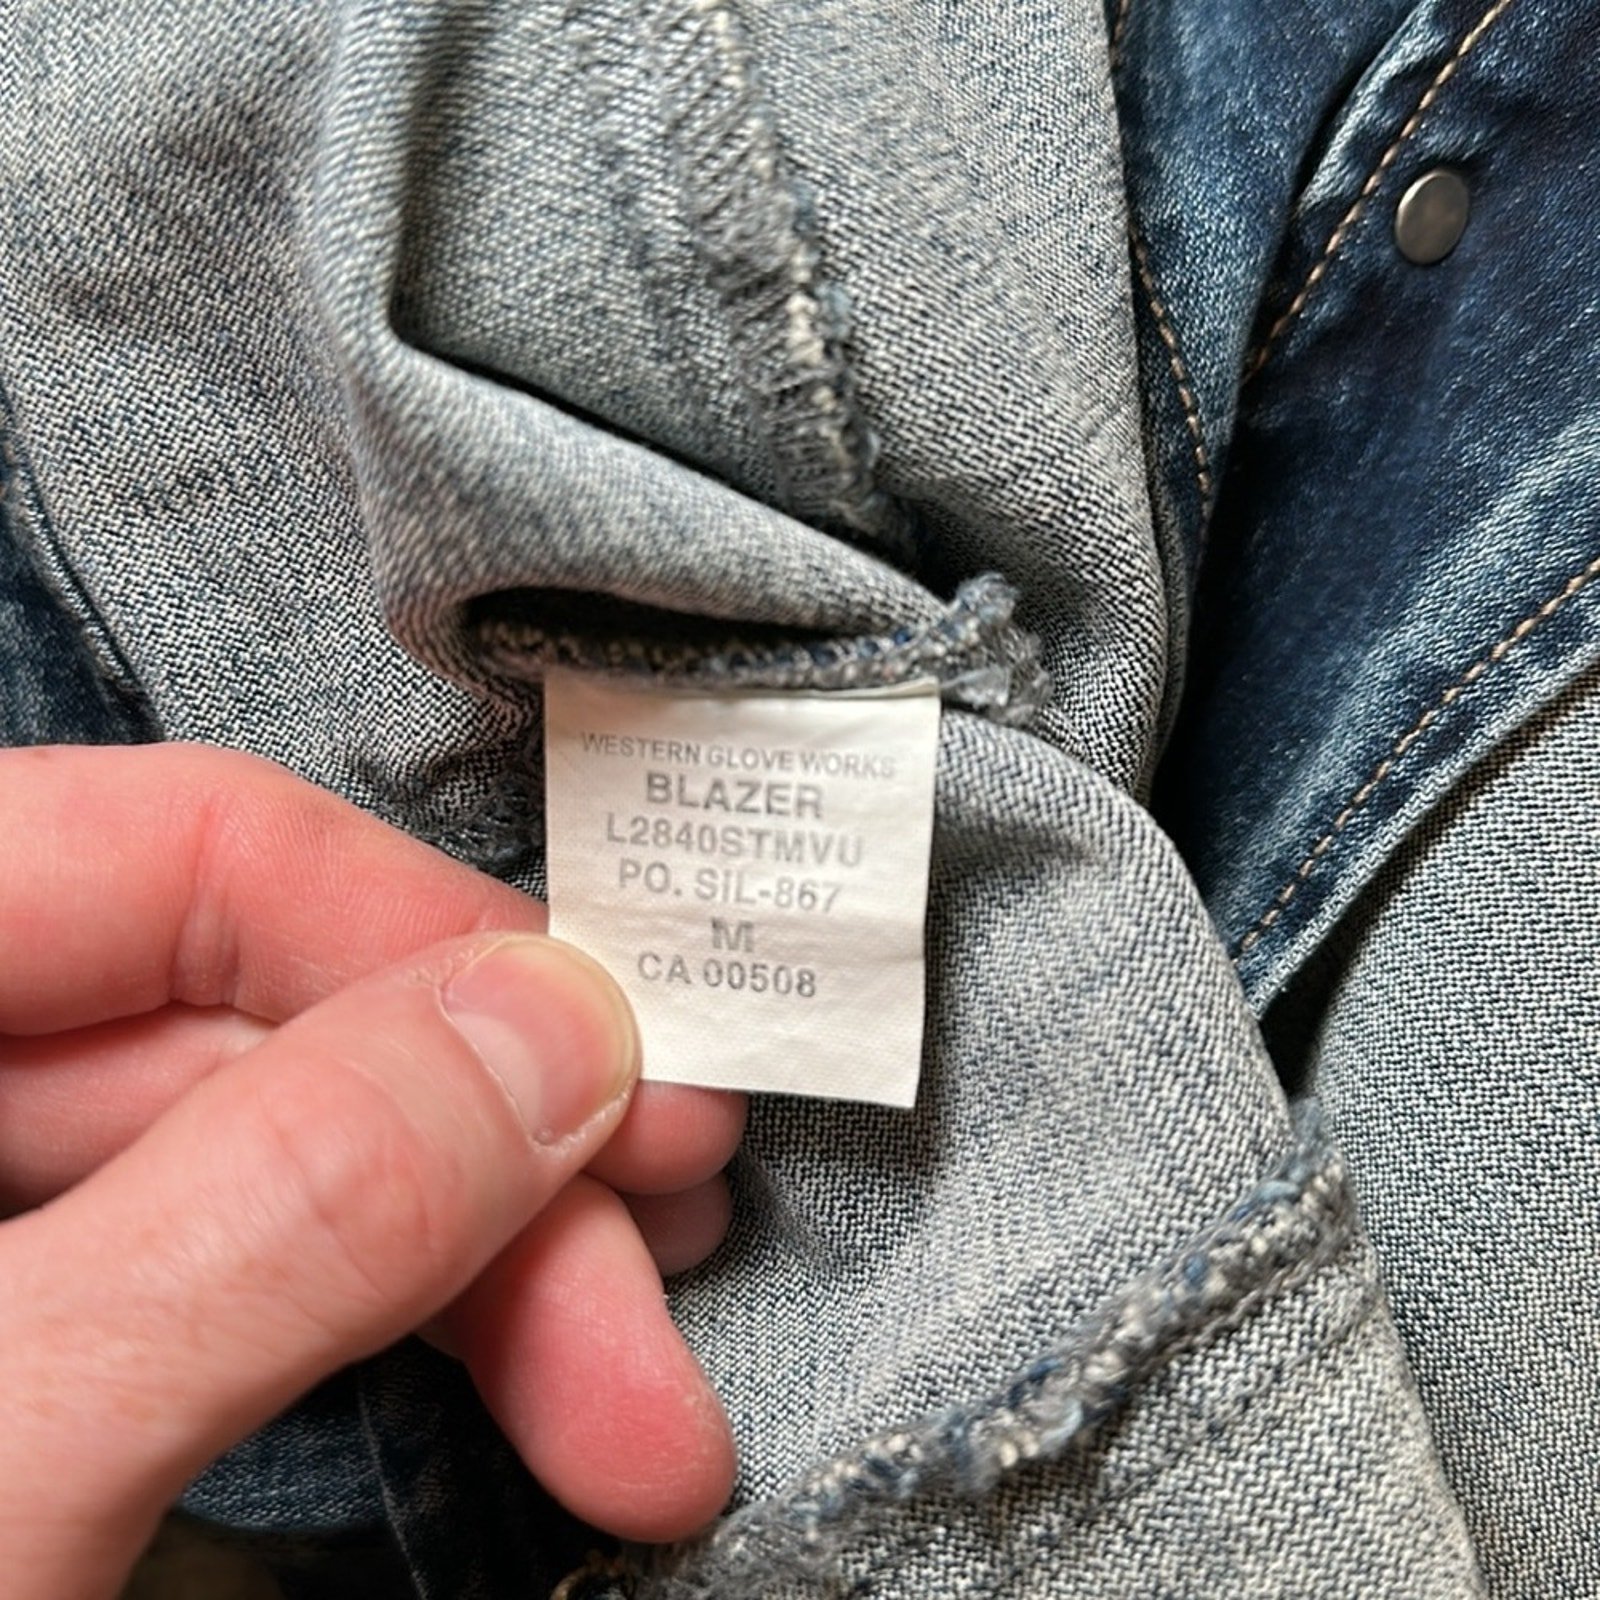 WESTERN GLOVE WORKS
BLAZER
L2840STMVU
PO. SIL-867
M
CA 00508